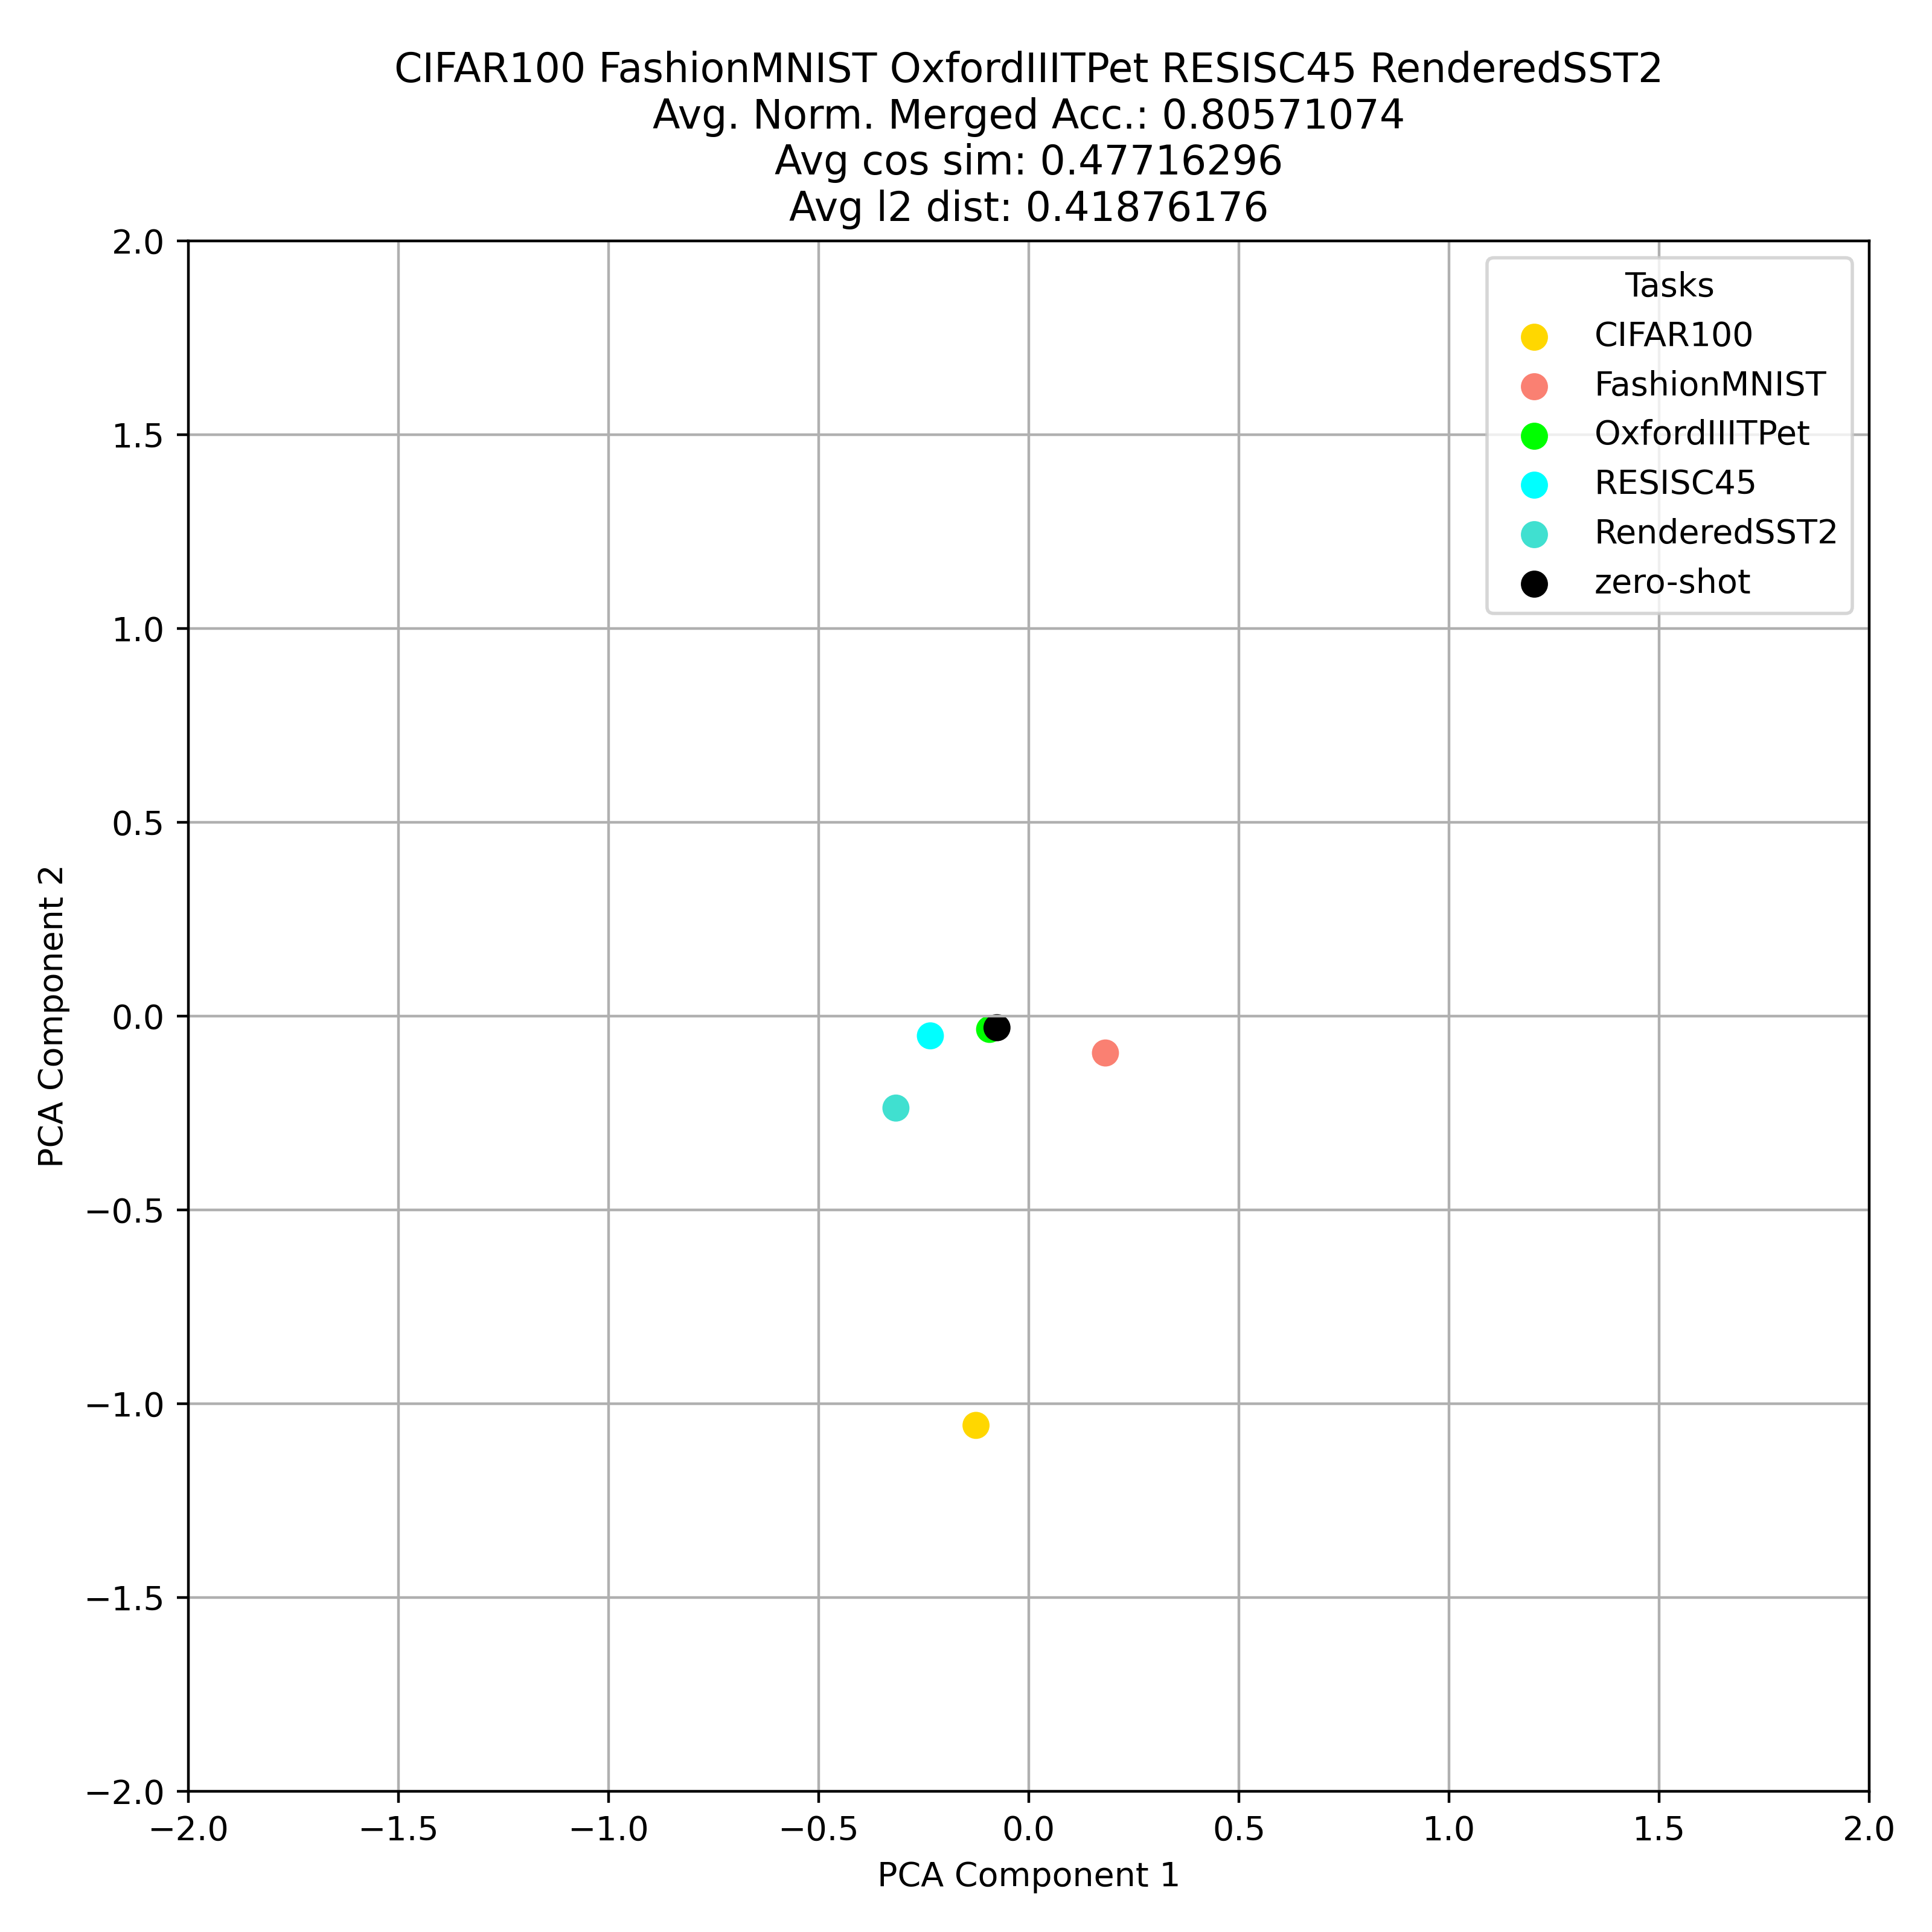 CIFAR100 FashionMNIST OxfordIIITPet RESISC45 RenderedSST2
Avg. Norm. Merged Acc.: 0.80571074
Avg cos sim: 0.47716296
Avg l2 dist: 0.41876176
2.0
1.5
1.0
0.5
0.0
−0.5
−1.0
−1.5
−2.0
PCA Component 2
Tasks
CIFAR100
FashionMNIST
OxfordIIITPet
RESISC45
RenderedSST2
zero-shot
−2.0 −1.5 −1.0 −0.5 0.0 0.5 1.0 1.5 2.0
PCA Component 1